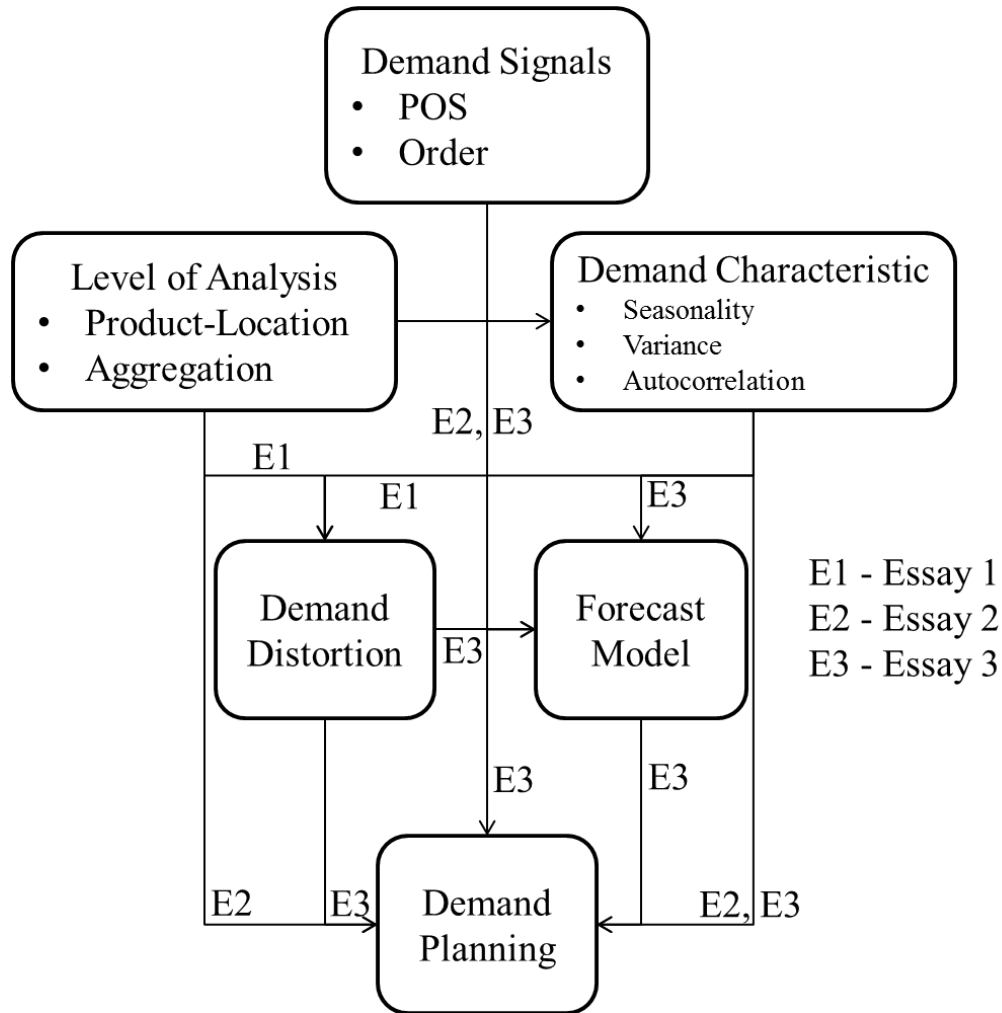 Demand Signals
• POS
• Order
Level of Analysis
• Product-Location
• Aggregation
Demand Characteristic
• Seasonality
• Variance
• Autocorrelation
E2, E3
E1
E1
E3
Demand
Distortion
Forecast
Model
E1 - Essay 1
E2 - Essay 2
E3 - Essay 3
E3
E3
E3
E2
E3
Demand
Planning
E2, E3